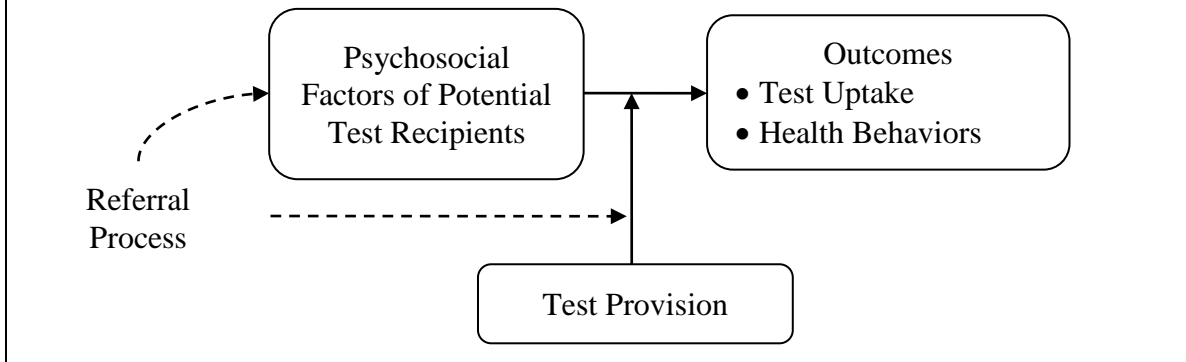 Psychosocial
Factors of Potential
Test Recipients
Outcomes
• Test Uptake
• Health Behaviors
Referral
Process
Test Provision